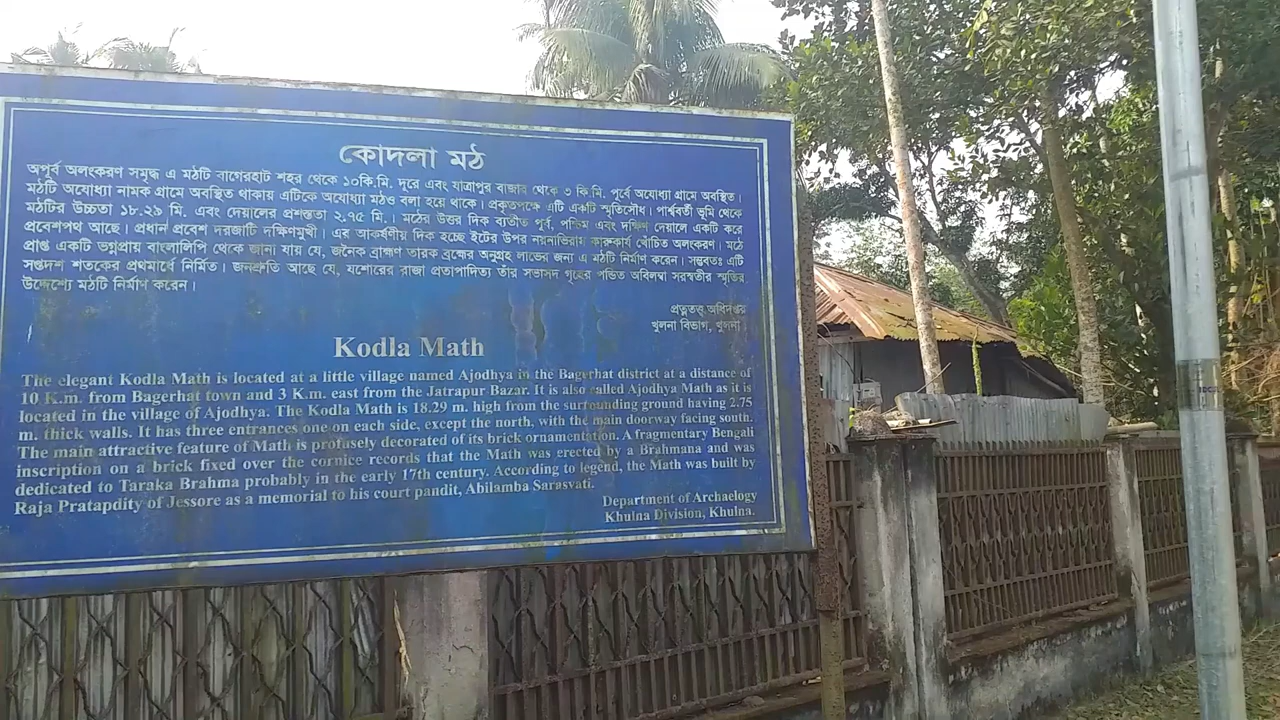 কোদলা মঠ
অপূর্ব অলংকরণ সমৃদ্ধ এ মঠটি বাগেরহাট শহর থেকে ১০কি.মি. দূরে এবং যাত্রাপুর বাজার থেকে ৩ কি.মি. পূর্বে অযোধ্যা গ্রামে অবস্থিত।
মঠটি অযোধ্যা নামক গ্রামে অবস্থিত থাকায় এটিকে অযোধ্যা মঠও বলা হয়ে থাকে। প্রকৃতপক্ষে এটি একটি স্মৃতিসৌধ। পার্শ্ববর্তী ভূমি থেকে
মঠটির উচ্চতা ১৮.২৯ মি. এবং দেয়ালের প্রশস্ততা ২.৭৫ মি.। মঠের উত্তর দিক ব্যতীত পূর্ব, পশ্চিম এবং দক্ষিণ দেয়ালে একটি করে
প্রবেশপথ আছে। প্রধান প্রবেশ দরজাটি দক্ষিণমুখী। এর আকর্ষণীয় দিক হচ্ছে ইটের উপর নয়নাভিরাম কারুকার্য খোঁচিত অলংকরণ। মঠে
প্রাপ্ত একটি ভগ্নপ্রায় বাংলালিপি থেকে জানা যায় যে, জনৈক ব্রাহ্মণ তারক ব্রহ্মের অনুগ্রহ লাভের জন্য এ মঠটি নির্মাণ করেন। সম্ভবতঃ এটি
সপ্তদশ শতকের প্রথমার্ধে নির্মিত। জনশ্রুতি আছে যে, যশোরের রাজা প্রতাপাদিত্য তাঁর সভাসদ গৃহের পন্ডিত অবিলম্বা সরস্বতীর স্মৃতির
উদ্দেশ্যে মঠটি নির্মাণ করেন।
প্রত্নতত্ত্ব অধিদপ্তর
খুলনা বিভাগ, খুলনা
Kodla Math
The elegant Kodla Math is located at a little village named Ajodhya in the Bagerhat district at a distance of
10 K.m. from Bagerhat town and 3 K.m. east from the Jatrapur Bazar. It is also called Ajodhya Math as it is
located in the village of Ajodhya. The Kodla Math is 18.29 m. high from the surrounding ground having 2.75
m. thick walls. It has three entrances one on each side, except the north, with the main doorway facing south.
The main attractive feature of Math is profusely decorated of its brick ornamentation. A fragmentary Bengali
inscription on a brick fixed over the cornice records that the Math was erected by a Brahmana and was
dedicated to Taraka Brahma probably in the early 17th century. According to legend, the Math was built by
Raja Pratapdity of Jessore as a memorial to his court pandit, Abilamba Sarasvati.
Department of Archaelogy
Khulna Division, Khulna.